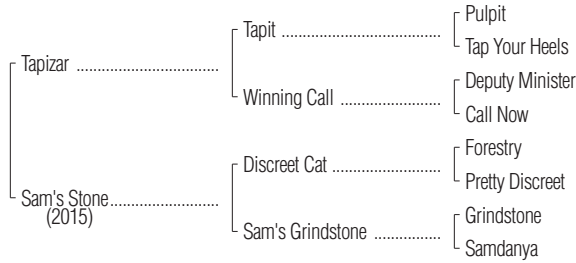 Pulpit
Tapit ........................................
Tap Your Heels
Tapizar ....................................
Deputy Minister
Winning Call .........................
Call Now
Forestry
Discreet Cat ...........................
Pretty Discreet
Sam's Stone...........................
(2015)
Grindstone
Sam's Grindstone .................
Samdanya